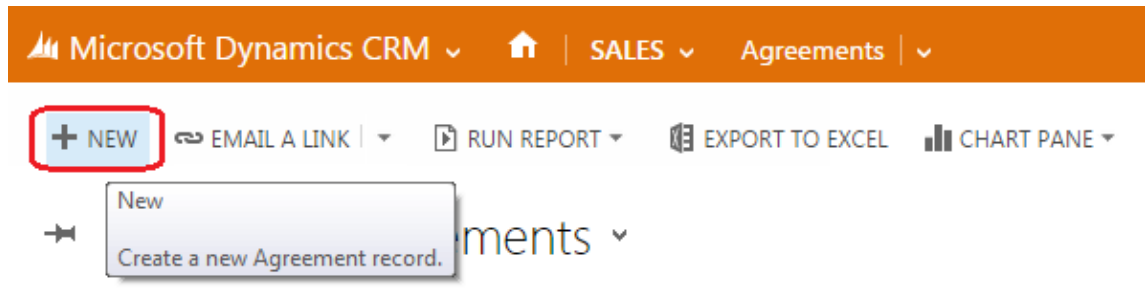 Microsoft Dynamics CRM SALES Agreements
NEW EMAIL A LINK RUN REPORT EXPORT TO EXCEL CHART PANE
New
Create a new Agreement record.
ements